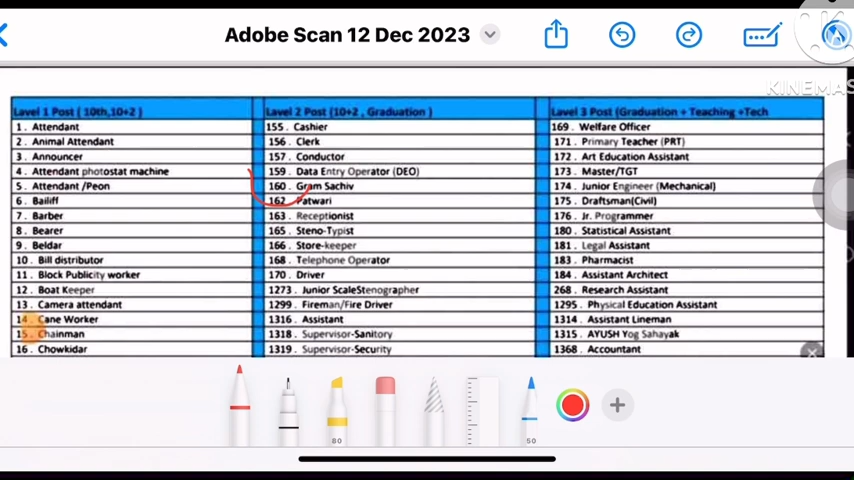 Adobe Scan 12 Dec 2023
KINEMAS
Level 1 Post ( 10th,10+2 )
1 . Attendant
2 . Animal Attendant
3 . Announcer
4 . Attendant photostat machine
5 . Attendant /Peon
6 . Bailiff
7 . Barber
8 . Bearer
9 . Beldar
10 . Bill distributor
11 . Block Publicity worker
12 . Boat Keeper
13 . Camera attendant
14 . Cane Worker
15 . Chainman
16 . Chowkidar
Level 2 Post (10+2 , Graduation )
155 . Cashier
156 . Clerk
157 . Conductor
159 . Data Entry Operator (DEO)
160 . Gram Sachiv
162 . Patwari
163 . Receptionist
165 . Steno-Typist
166 . Store-keeper
168 . Telephone Operator
170 . Driver
1273 . Junior ScaleStenographer
1299 . Fireman/Fire Driver
1316 . Assistant
1318 . Supervisor-Sanitory
1319 . Supervisor-Security
Level 3 Post (Graduation + Teaching +Tech
169 . Welfare Officer
171 . Primary Teacher (PRT)
172 . Art Education Assistant
173 . Master/TGT
174 . Junior Engineer (Mechanical)
175 . Draftsman(Civil)
176 . Jr. Programmer
180 . Statistical Assistant
181 . Legal Assistant
183 . Pharmacist
184 . Assistant Architect
268 . Research Assistant
1295 . Physical Education Assistant
1314 . Assistant Lineman
1315 . AYUSH Yog Sahayak
1368 . Accountant
80
50